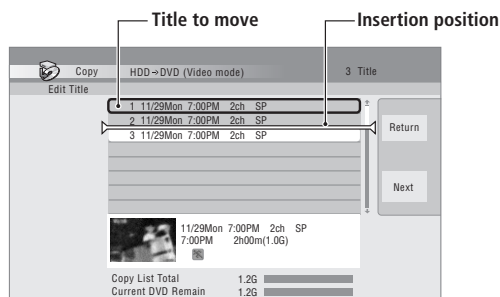 Title to move
Insertion position
Copy HDD→DVD (Video mode) 3 Title
Edit Title
1 11/29Mon 7:00PM 2ch SP
2 11/29Mon 7:00PM 2ch SP
3 11/29Mon 7:00PM 2ch SP
Return
Next
11/29Mon 7:00PM 2ch SP
7:00PM 2h00m(1.0G)
Copy List Total 1.2G
Current DVD Remain 1.2G